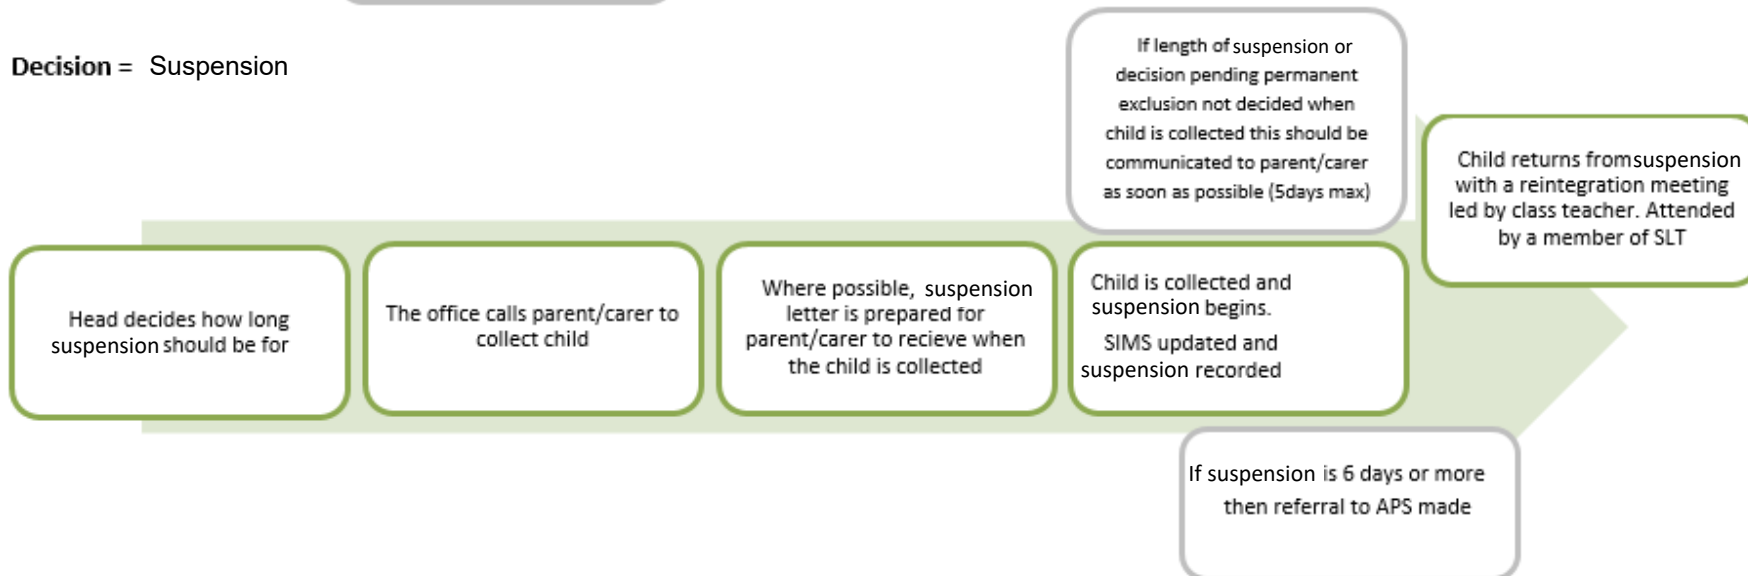 Decision = Suspension
If length of suspension or
decision pending permanent
exclusion not decided when
child is collected this should be
communicated to parent/carer
as soon as possible (5days max)
Child returns fromsuspension
with a reintegration meeting
led by class teacher. Attended
by a member of SLT
Head decides how long
suspension should be for
The office calls parent/carer to
collect child
Where possible, suspension
letter is prepared for
parent/carer to recieve when
the child is collected
Child is collected and
suspension begins.
SIMS updated and
suspension recorded
If suspension is 6 days or more
then referral to APS made